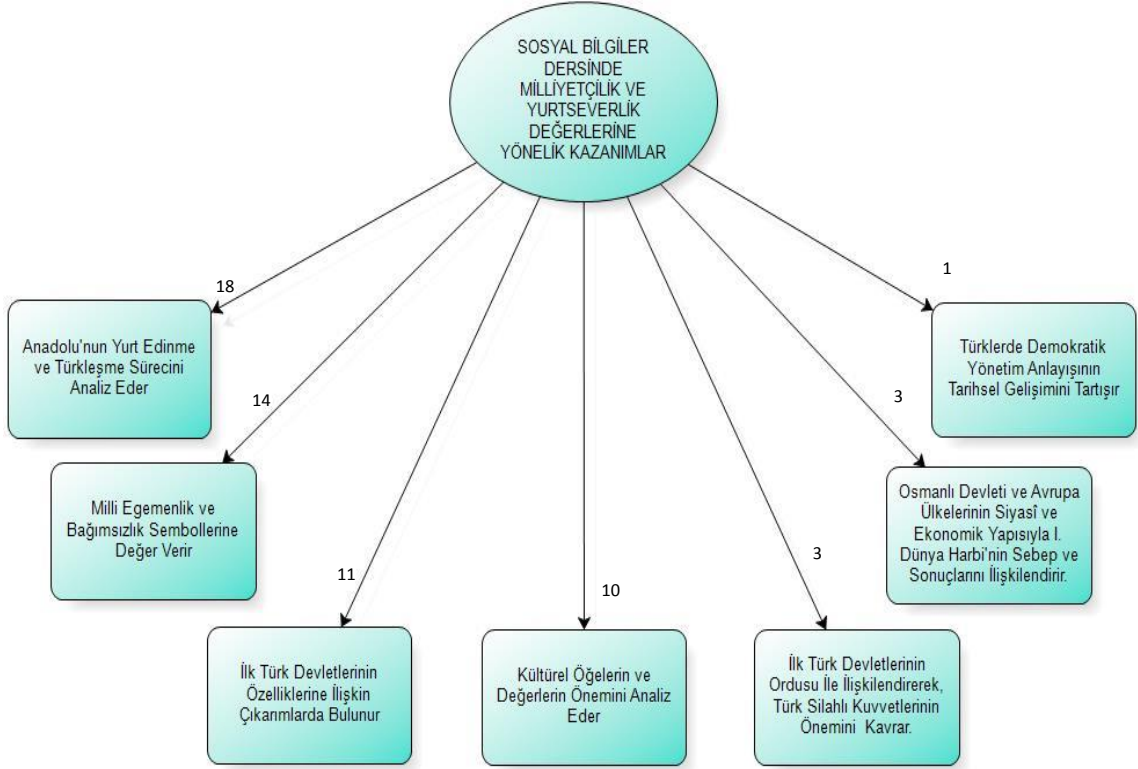 SOSYAL BİLGİLER
DERSİNDE
MİLLİYETÇİLİK VE
YURTSEVERLİK
DEĞERLERİNE
YÖNELİK KAZANIMLAR
18
Anadolu'nun Yurt Edinme
ve Türkleşme Sürecini
Analiz Eder
14
Milli Egemenlik ve
Bağımsızlık Sembollerine
Değer Verir
11
İlk Türk Devletlerinin
Özelliklerine İlişkin
Çıkarımlarda Bulunur
10
Kültürel Öğelerin ve
Değerlerin Önemini Analiz
Eder
3
İlk Türk Devletlerinin
Ordusu İle İlişkilendirerek,
Türk Silahlı Kuvvetlerinin
Önemini Kavrar.
3
Osmanlı Devleti ve Avrupa
Ülkelerinin Siyasî ve
Ekonomik Yapısıyla I.
Dünya Harbi'nin Sebep ve
Sonuçlarını İlişkilendirir.
1
Türklerde Demokratik
Yönetim Anlayışının
Tarihsel Gelişimini Tartışır